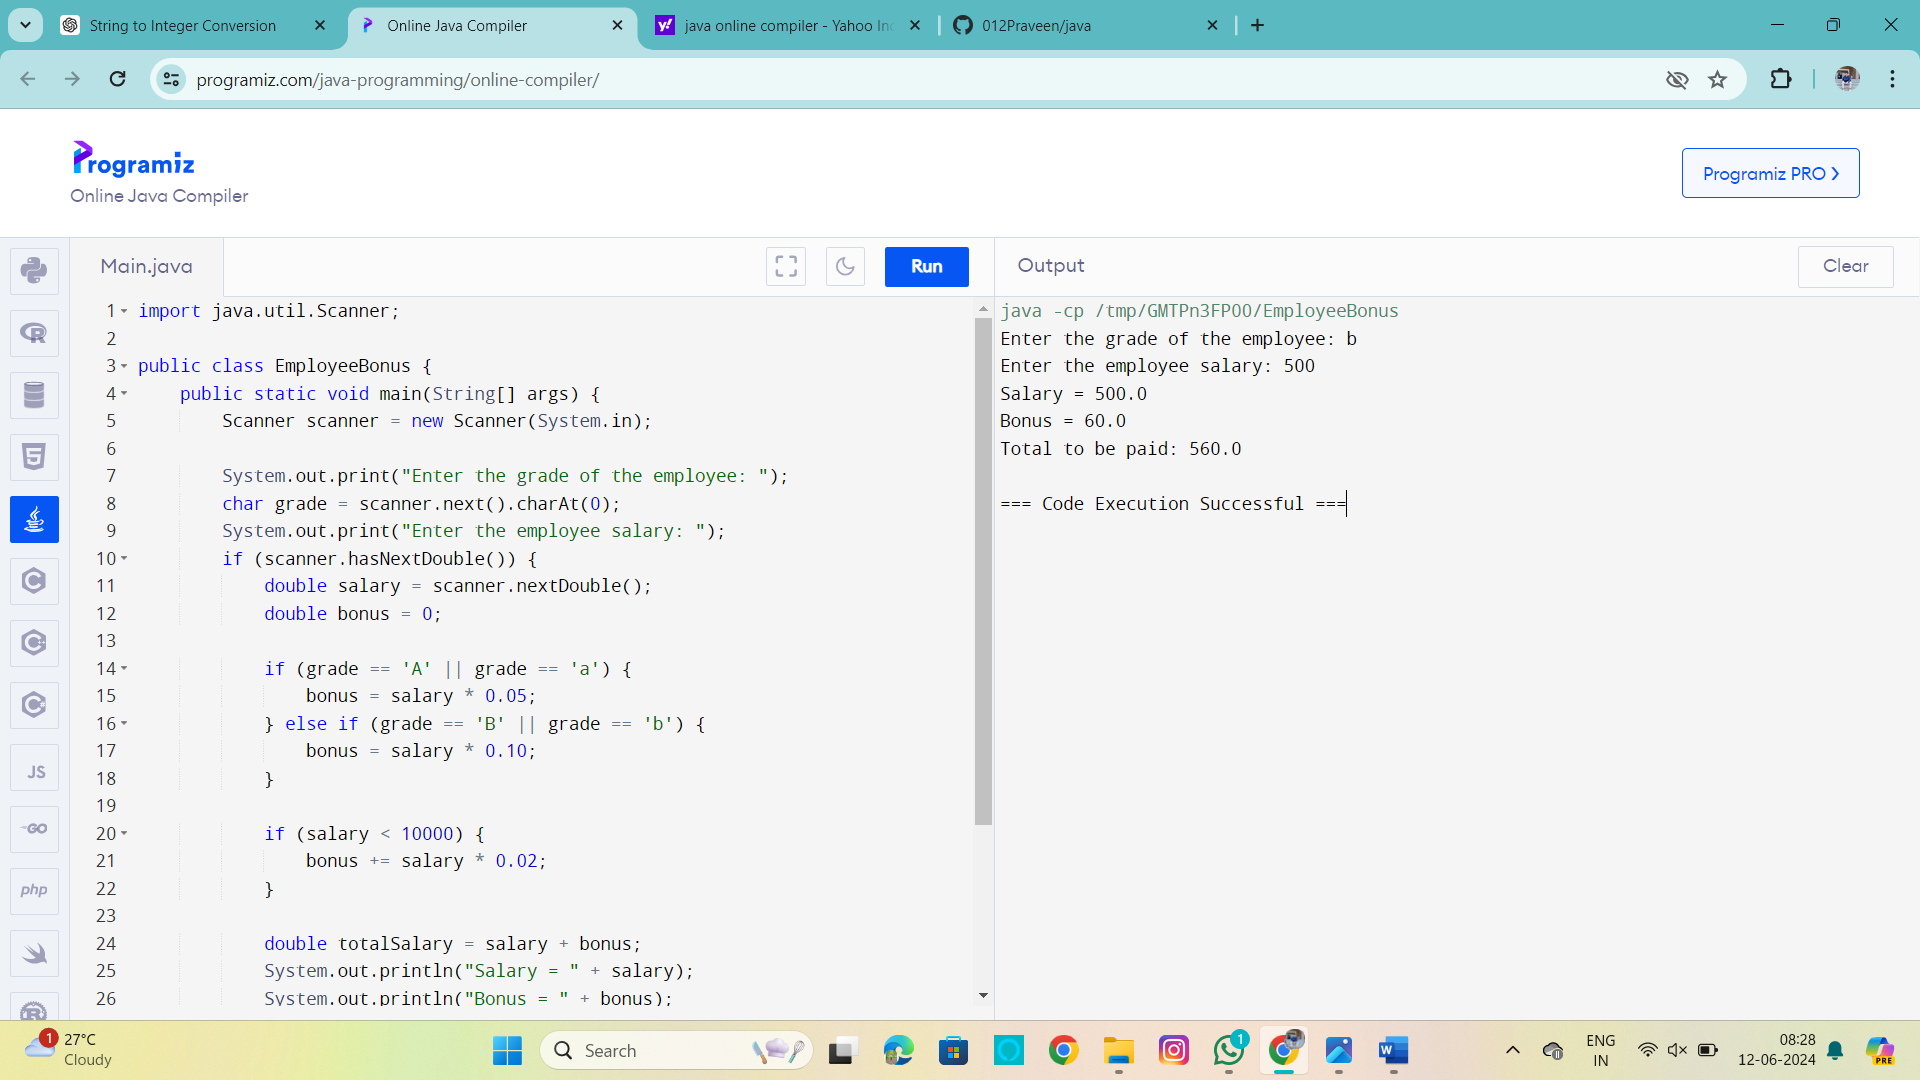 String to Integer Conversion
Online Java Compiler
java online compiler - Yahoo Inc
012Praveen/java
programiz.com/java-programming/online-compiler/
Programiz
Online Java Compiler
Programiz PRO
Main.java
Run
Output
Clear
1 import java.util.Scanner;
2
3 public class EmployeeBonus {
4 public static void main(String[] args) {
5 Scanner scanner = new Scanner(System.in);
6
7 System.out.print("Enter the grade of the employee: ");
8 char grade = scanner.next().charAt(0);
9 System.out.print("Enter the employee salary: ");
10 if (scanner.hasNextDouble()) {
11 double salary = scanner.nextDouble();
12 double bonus = 0;
13
14 if (grade == 'A' || grade == 'a') {
15 bonus = salary * 0.05;
16 } else if (grade == 'B' || grade == 'b') {
17 bonus = salary * 0.10;
18 }
19
20 if (salary < 10000) {
21 bonus += salary * 0.02;
22 }
23
24 double totalSalary = salary + bonus;
25 System.out.println("Salary = " + salary);
26 System.out.println("Bonus = " + bonus);
java -cp /tmp/GMTPn3FPOO/EmployeeBonus
Enter the grade of the employee: b
Enter the employee salary: 500
Salary = 500.0
Bonus = 60.0
Total to be paid: 560.0
=== Code Execution Successful ===
JS
GO
php
1
27°C
Cloudy
Search
1
W
ENG
IN
08:28
12-06-2024
PRE